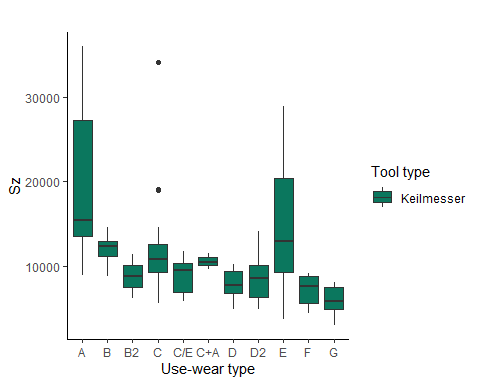 Sz
30000
20000
10000
A B B2 C C/E C+A D D2 E F G
Use-wear type
Tool type
Keilmesser